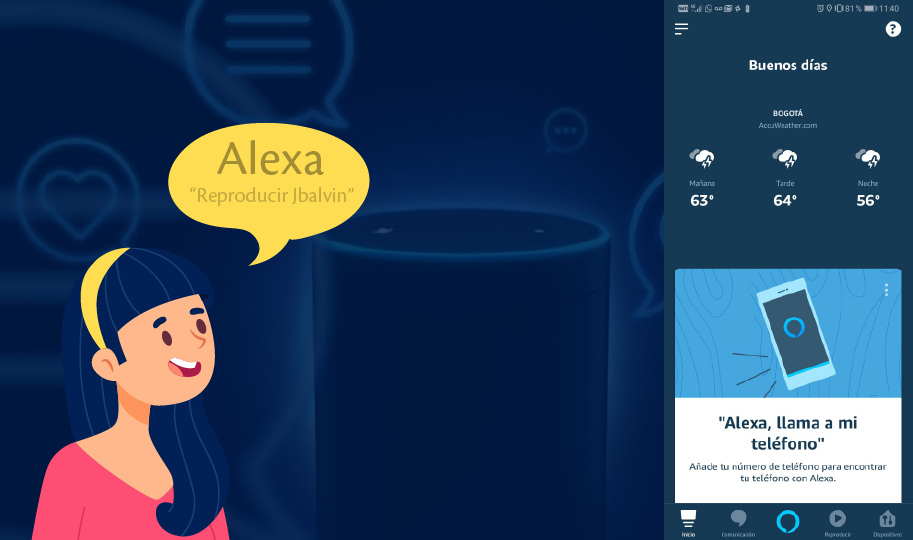 Alexa
“Reproducir Jbalvin”
81% 11:40
Buenos días
BOGOTÁ
AccuWeather.com
Mañana Tarde Noche
63° 64° 56°
"Alexa, llama a mi
teléfono"
Añade tu número de teléfono para encontrar
tu teléfono con Alexa.
Inicio Comunicación Reproducir Dispositivos